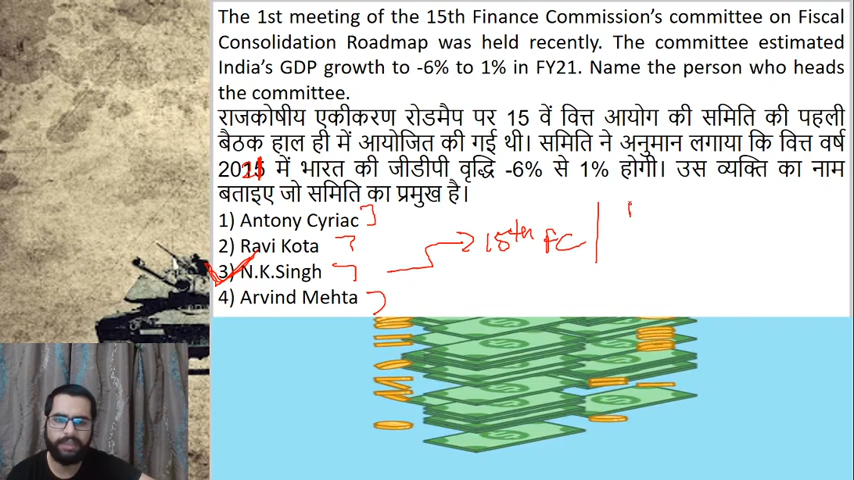 The 1st meeting of the 15th Finance Commission's committee on Fiscal
Consolidation Roadmap was held recently. The committee estimated
India's GDP growth to -6% to 1% in FY21. Name the person who heads
the committee.
राजकोषीय एकीकरण रोडमैप पर 15 वें वित्त आयोग की समिति की पहली
बैठक हाल ही में आयोजित की गई थी। समिति ने अनुमान लगाया कि वित्त वर्ष
2015 21 में भारत की जीडीपी वृद्धि -6% से 1% होगी। उस व्यक्ति का नाम
बताइए जो समिति का प्रमुख है।
1) Antony Cyriac
2) Ravi Kota
15th FC
3) N.K.Singh
4) Arvind Mehta